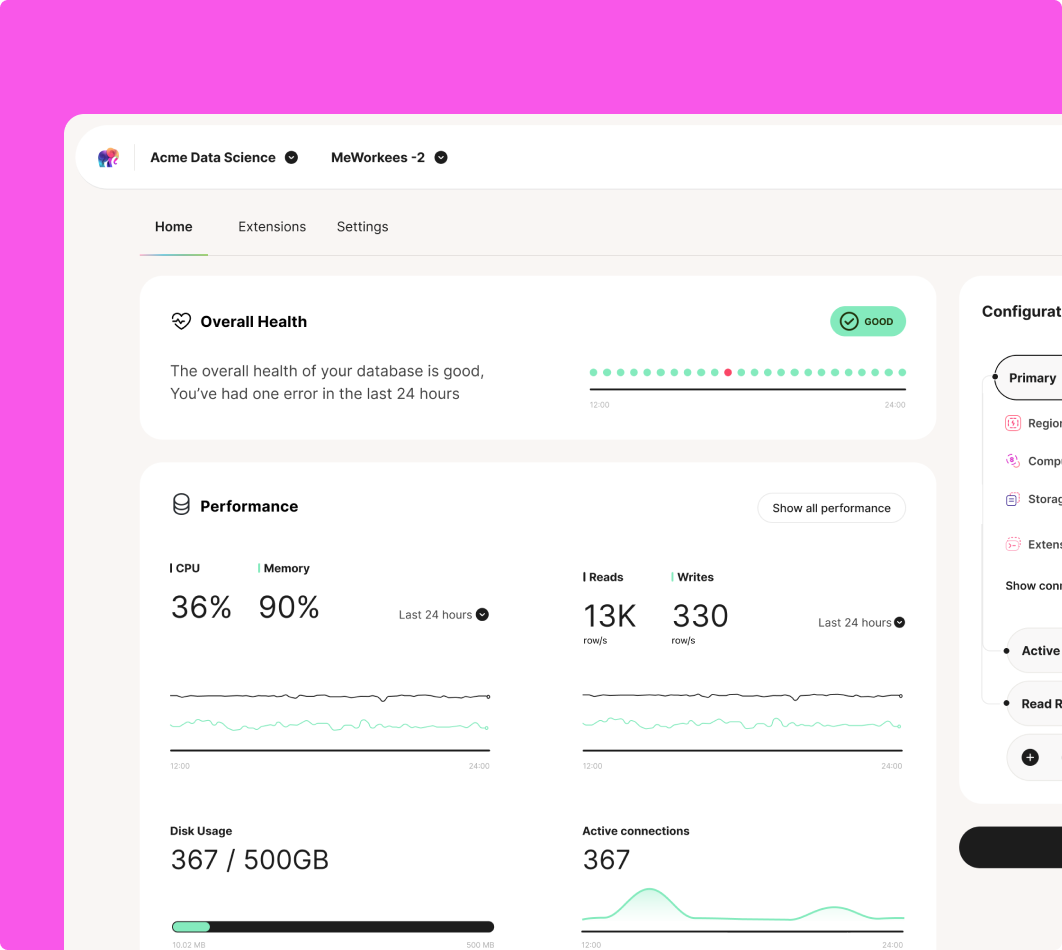 Acme Data Science
MeWorkees -2
Home
Extensions
Settings
Overall Health
GOOD
The overall health of your database is good,
You've had one error in the last 24 hours
12:00
24:00
Performance
Show all performance
CPU
Memory
36%
90%
Last 24 hours
12:00
24:00
Reads
Writes
13K
330
row/s
row/s
Last 24 hours
12:00
24:00
Disk Usage
367 / 500GB
10.02 MB
500 MB
Active connections
367
12:00
24:00
Configurat
Primary
Region
Compu
Storag
Extens
Show conn
Active
Read R